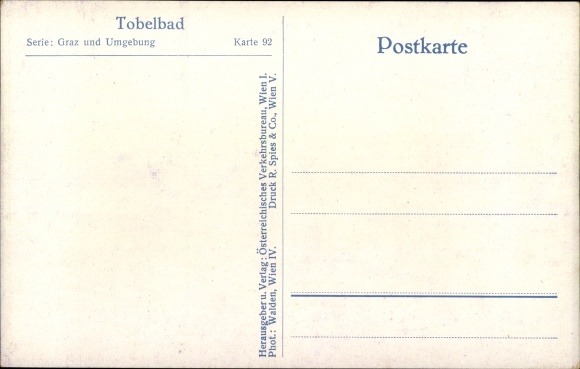 Tobelbad
Serie: Graz und Umgebung Karte 92
Postkarte
Herausgeber u. Verlag: Österreichisches Verkehrsbureau, Wien I.
Phot.: Walden, Wien IV. Druck R. Spies & Co., Wien V.